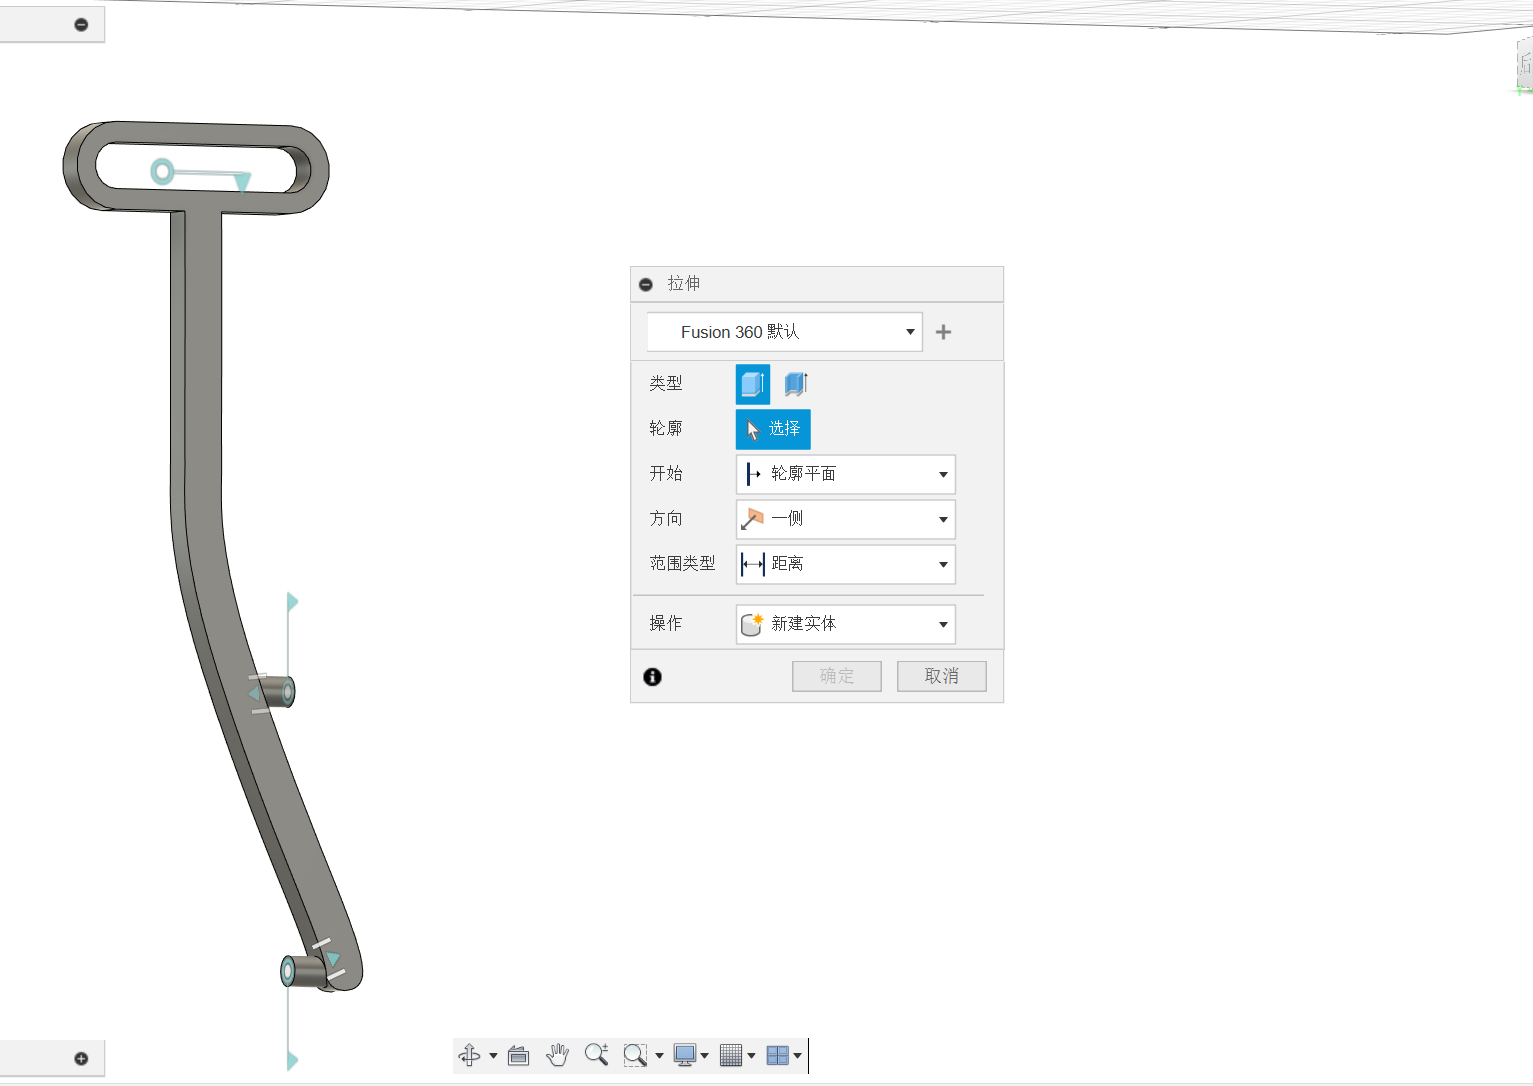 后
拉伸
Fusion 360 默认
类型
轮廓
选择
开始
轮廓平面
方向
一侧
范围类型
距离
操作
新建实体
确定
取消